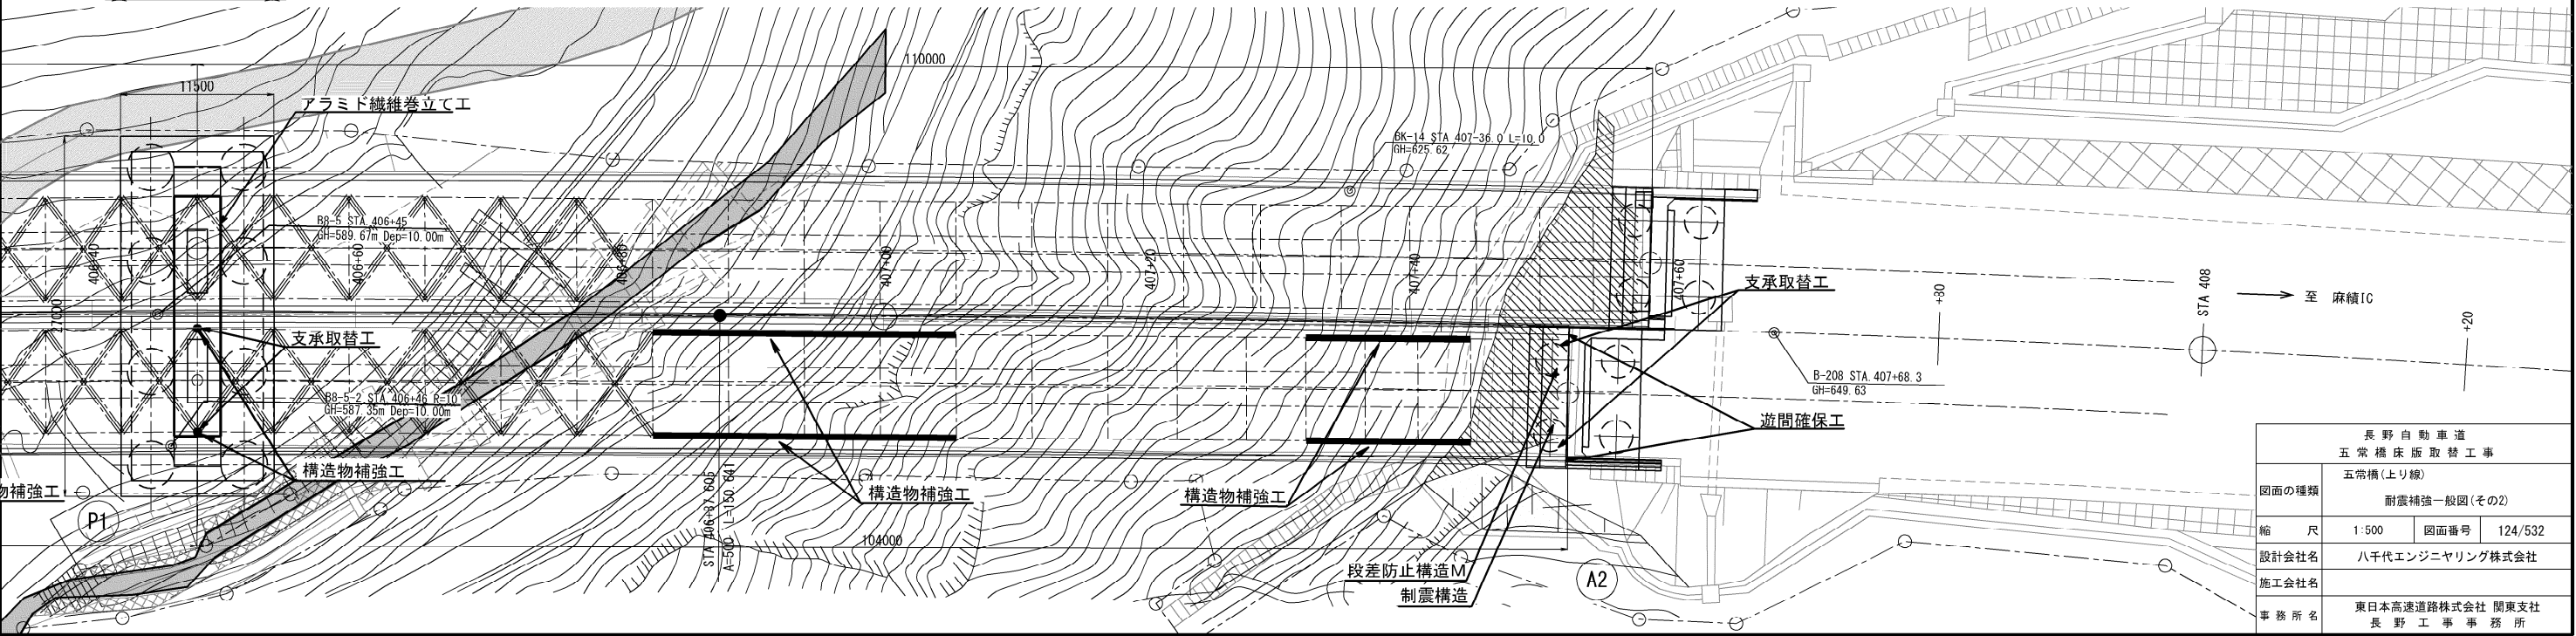 110000
11500
アラミド繊維巻立て工
BK-14 STA 407-36.0 L=10.0
GH=625.62
B8-5 STA 406+45
GH=589.67m Dep=10.00m
406+40
406+60
406+80
407+00
407+20
407+40
407+60
+80
STA 408
+20
21000
支承取替工
支承取替工
至 麻績IC
B8-5-2 STA.406+46 R=10
GH=587.35m Dep=10.00m
B-208 STA.407+68.3
GH=649.63
遊間確保工
構造物補強工
物補強工
構造物補強工
構造物補強工
P1
STA 406+37.605
A=500 L=150.641
104000
段差防止構造M
制震構造
A2
長野自動車道
五常橋床版取替工事
図面の種類
五常橋(上り線)
耐震補強一般図(その2)
縮 尺 1:500 図面番号 124/532
設計会社名 八千代エンジニヤリング株式会社
施工会社名
事務所名 東日本高速道路株式会社 関東支社
長野工事事務所